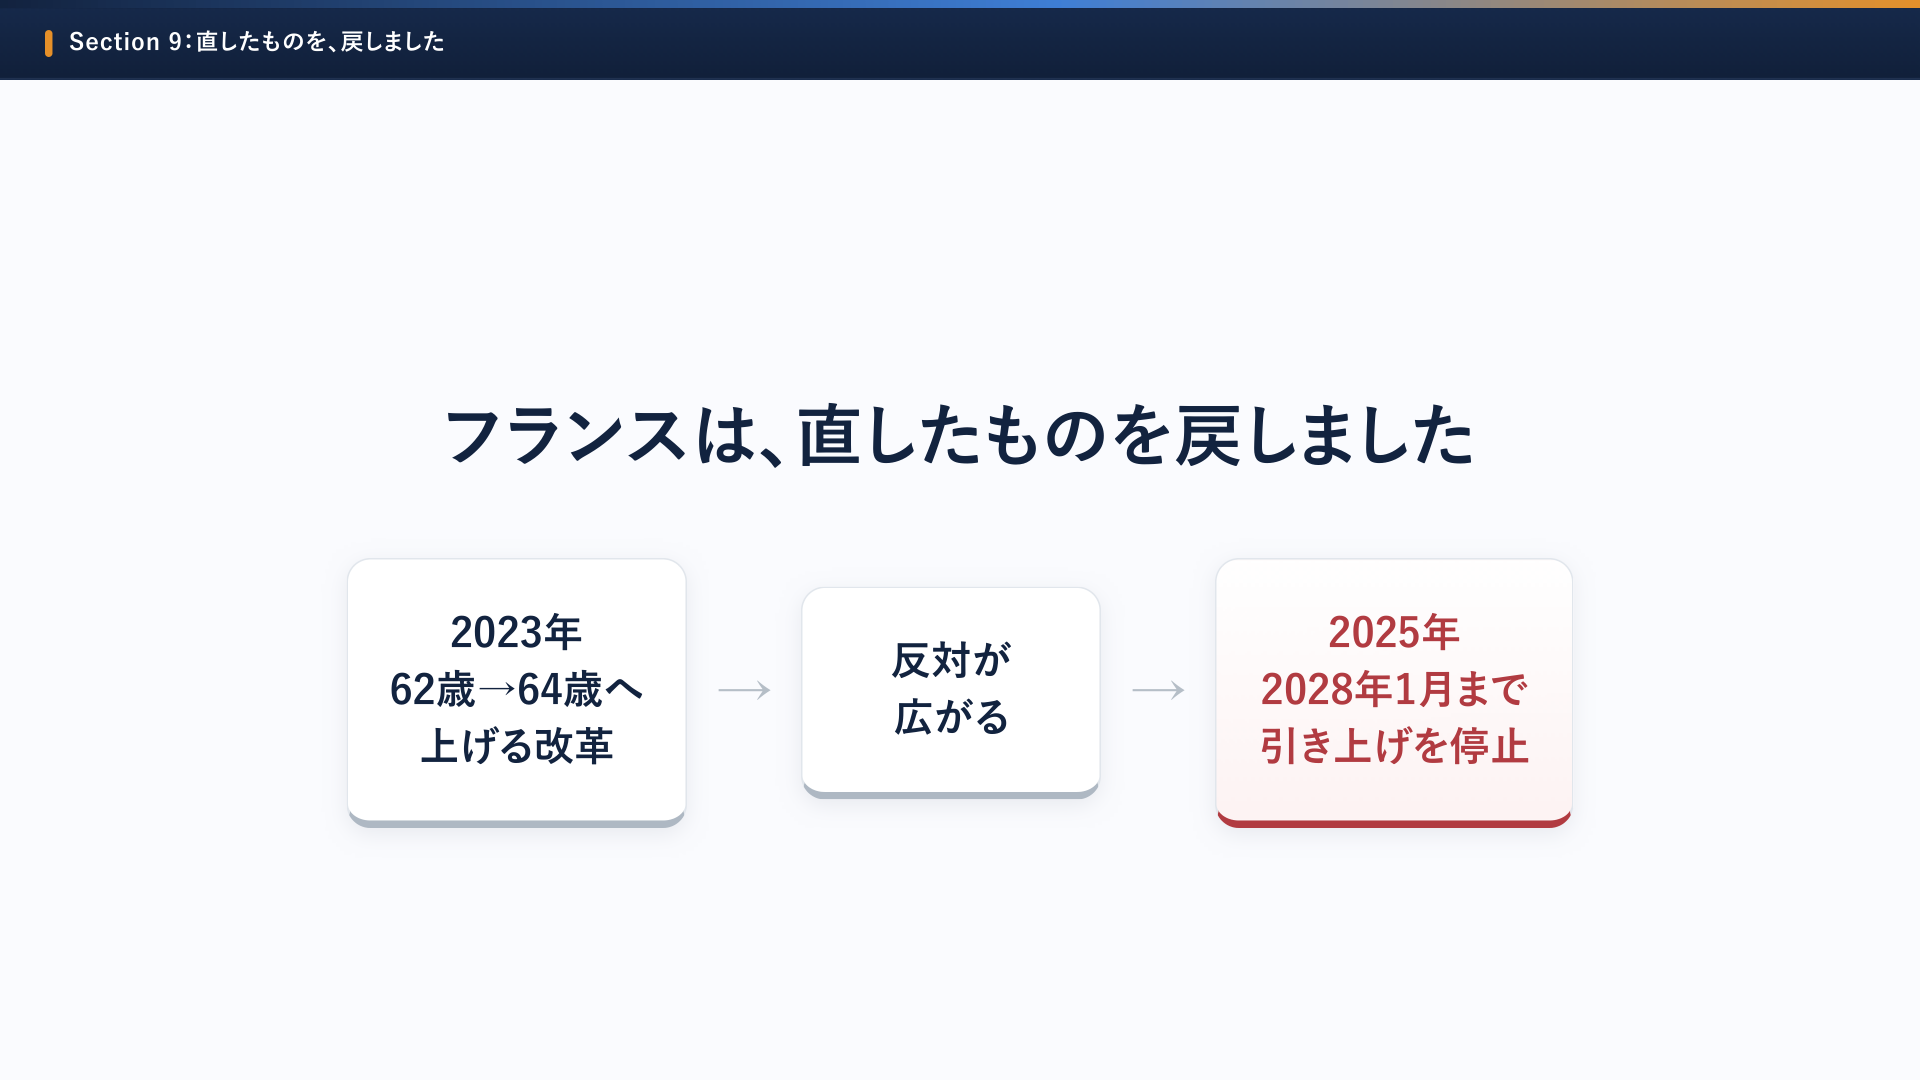 Section 9：直したものを、戻しました
フランスは、直したものを戻しました
2023年
62歳→64歳へ
上げる改革
→
反対が
広がる
→
2025年
2028年1月まで
引き上げを停止